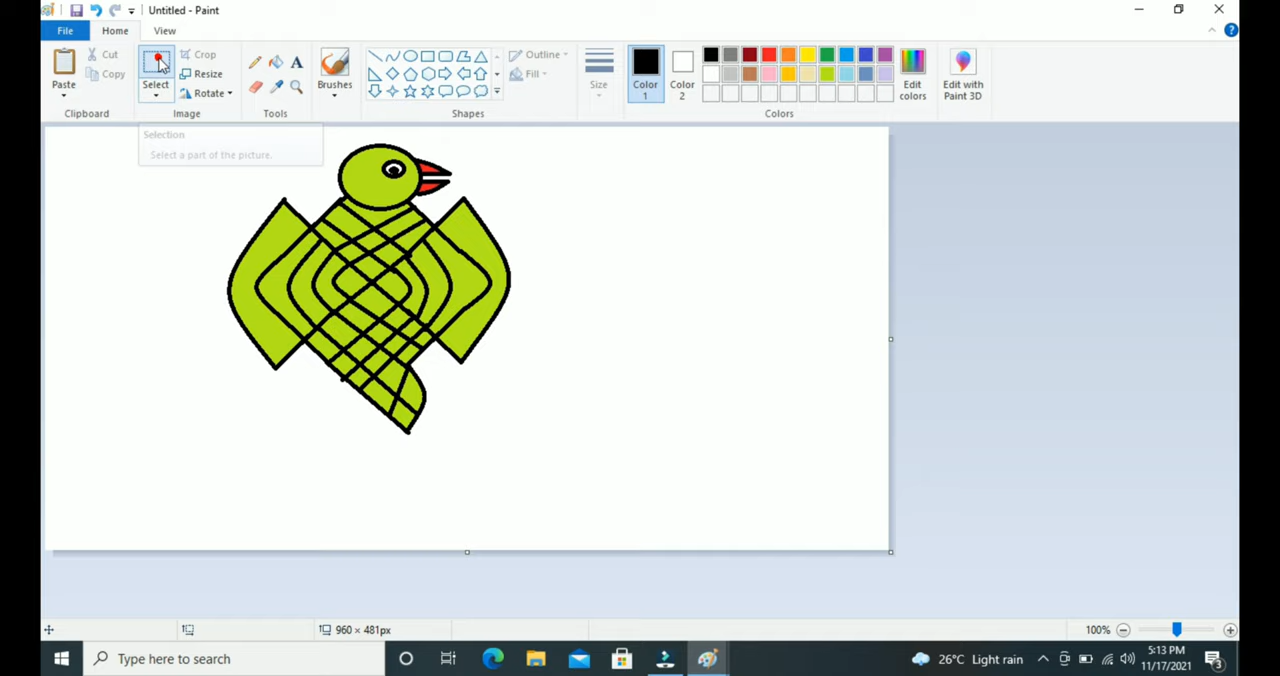 Untitled - Paint
File
Home
View
Paste
Cut
Copy
Clipboard
Select
Crop
Resize
Rotate
Image
Tools
Brushes
Outline
Fill
Shapes
Size
Color
1
Color
2
Edit
colors
Colors
Edit with
Paint 3D
Selection
Select a part of the picture.
960 × 481px
100%
Type here to search
26°C Light rain
5:13 PM
11/17/2021
3